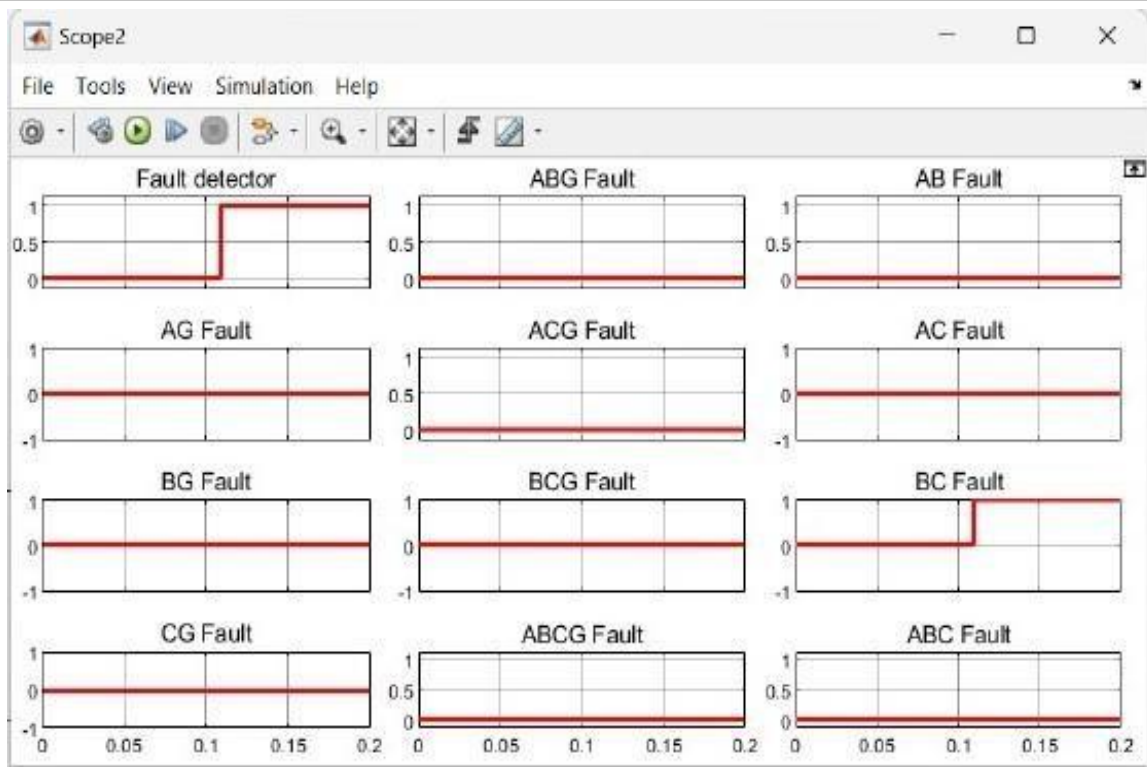 Scope2
File Tools View Simulation Help
Fault detector
1
0.5
0
ABG Fault
1
0.5
0
AB Fault
1
0.5
0
AG Fault
1
0
-1
ACG Fault
1
0.5
0
AC Fault
1
0
-1
BG Fault
1
0
-1
BCG Fault
1
0
-1
BC Fault
1
0
-1
CG Fault
1
0
-1
0 0.05 0.1 0.15 0.2
ABCG Fault
1
0.5
0
0 0.05 0.1 0.15 0.2
ABC Fault
1
0.5
0
0 0.05 0.1 0.15 0.2